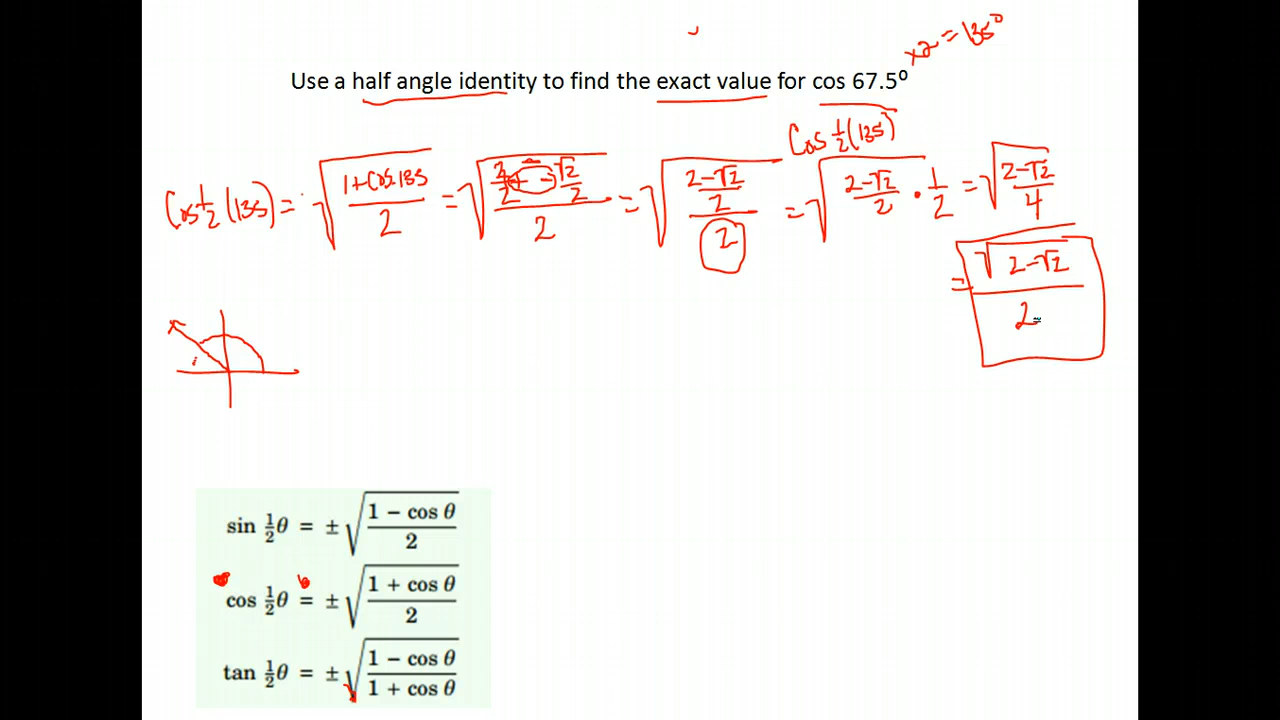 x2 = 135°
Use a half angle identity to find the exact value for cos 67.5⁰
Cos ½(135)
Cos ½(135) = √((1+Cos 135)/2) = √((2/2 + -√2/2)/2) = √(((2-√2)/2)/2) = √((2-√2)/2 · 1/2) = √((2-√2)/4)
= √(2-√2)/2
sin ½θ = ± √((1 − cos θ)/2)
cos ½θ = ± √((1 + cos θ)/2)
tan ½θ = ± √((1 − cos θ)/(1 + cos θ))